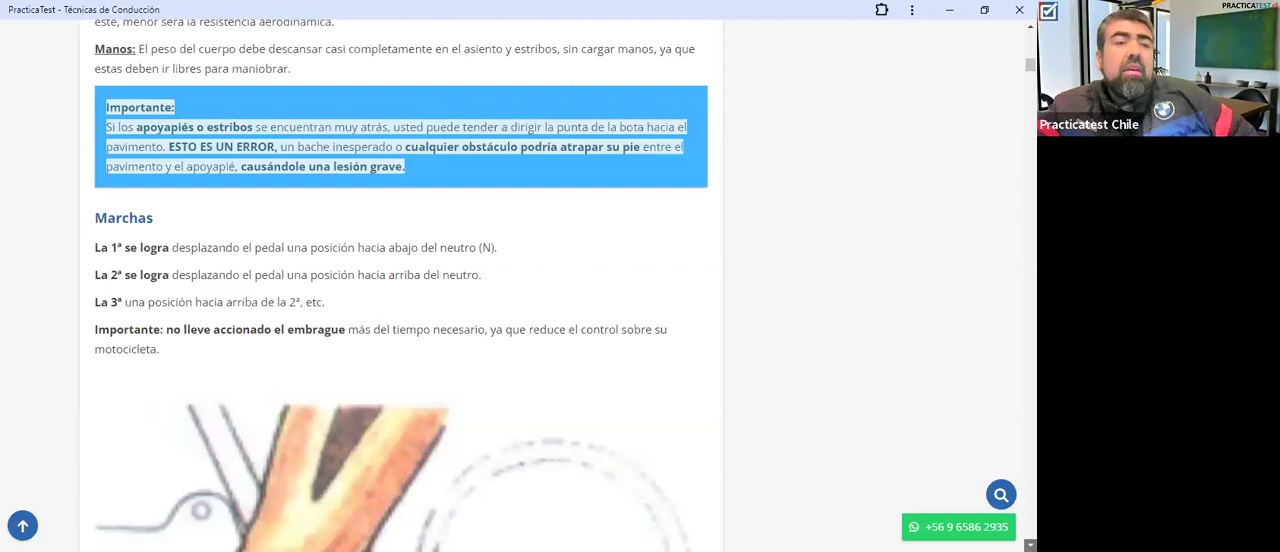 PracticaTest - Técnicas de Conducción
este, menor será la resistencia aerodinámica.
Manos: El peso del cuerpo debe descansar casi completamente en el asiento y estribos, sin cargar manos, ya que
estas deben ir libres para maniobrar.
Importante:
Si los apoyapiés o estribos se encuentran muy atrás, usted puede tender a dirigir la punta de la bota hacia el
pavimento. ESTO ES UN ERROR, un bache inesperado o cualquier obstáculo podría atrapar su pie entre el
pavimento y el apoyapié, causándole una lesión grave.
Marchas
La 1ª se logra desplazando el pedal una posición hacia abajo del neutro (N).
La 2ª se logra desplazando el pedal una posición hacia arriba del neutro.
La 3ª una posición hacia arriba de la 2ª, etc.
Importante: no lleve accionado el embrague más del tiempo necesario, ya que reduce el control sobre su
motocicleta.
+56 9 6586 2935
PRACTICATEST.cl
Practicatest Chile